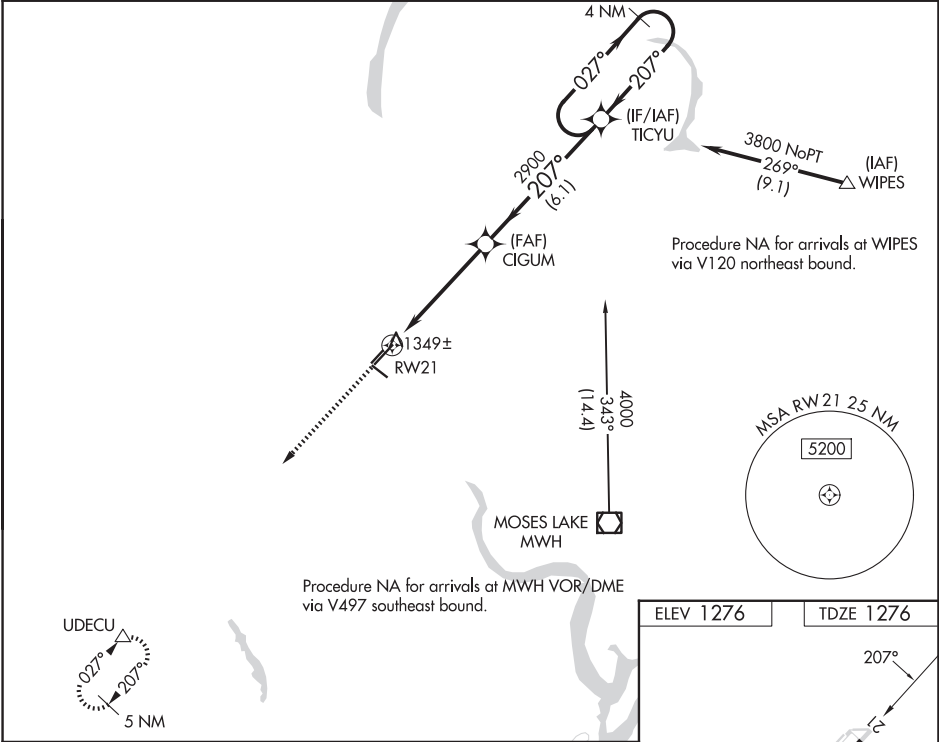 4 NM
027°
207°
(IF/IAF)
TICYU
2900
207°
(6.1)
3800 NoPT
269°
(9.1)
(IAF)
WIPES
(FAF)
CIGUM
Procedure NA for arrivals at WIPES
via V120 northeast bound.
1349±
RW21
4000
343°
(14.4)
MSA RW21 25 NM
5200
MOSES LAKE
MWH
Procedure NA for arrivals at MWH VOR/DME
via V497 southeast bound.
ELEV 1276
TDZE 1276
UDECU
027°
207°
5 NM
207°
21